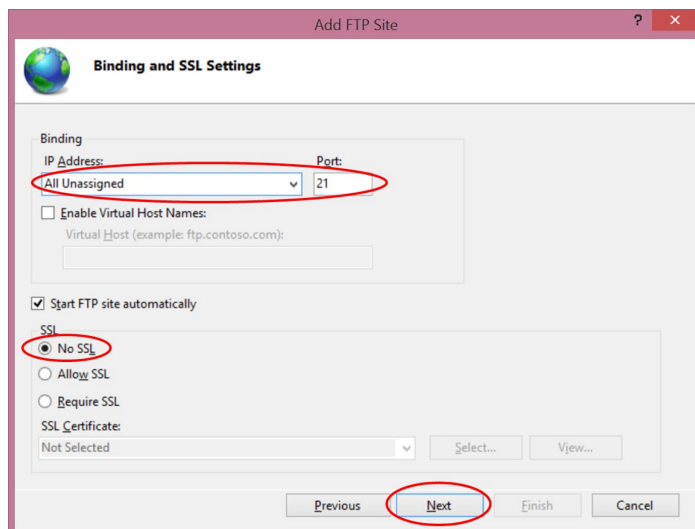 Add FTP Site
?
Binding and SSL Settings
Binding
IP Address: Port:
All Unassigned 21
Enable Virtual Host Names:
Virtual Host (example: ftp.contoso.com):
Start FTP site automatically
SSL
No SSL
Allow SSL
Require SSL
SSL Certificate:
Not Selected Select... View...
Previous Next Finish Cancel